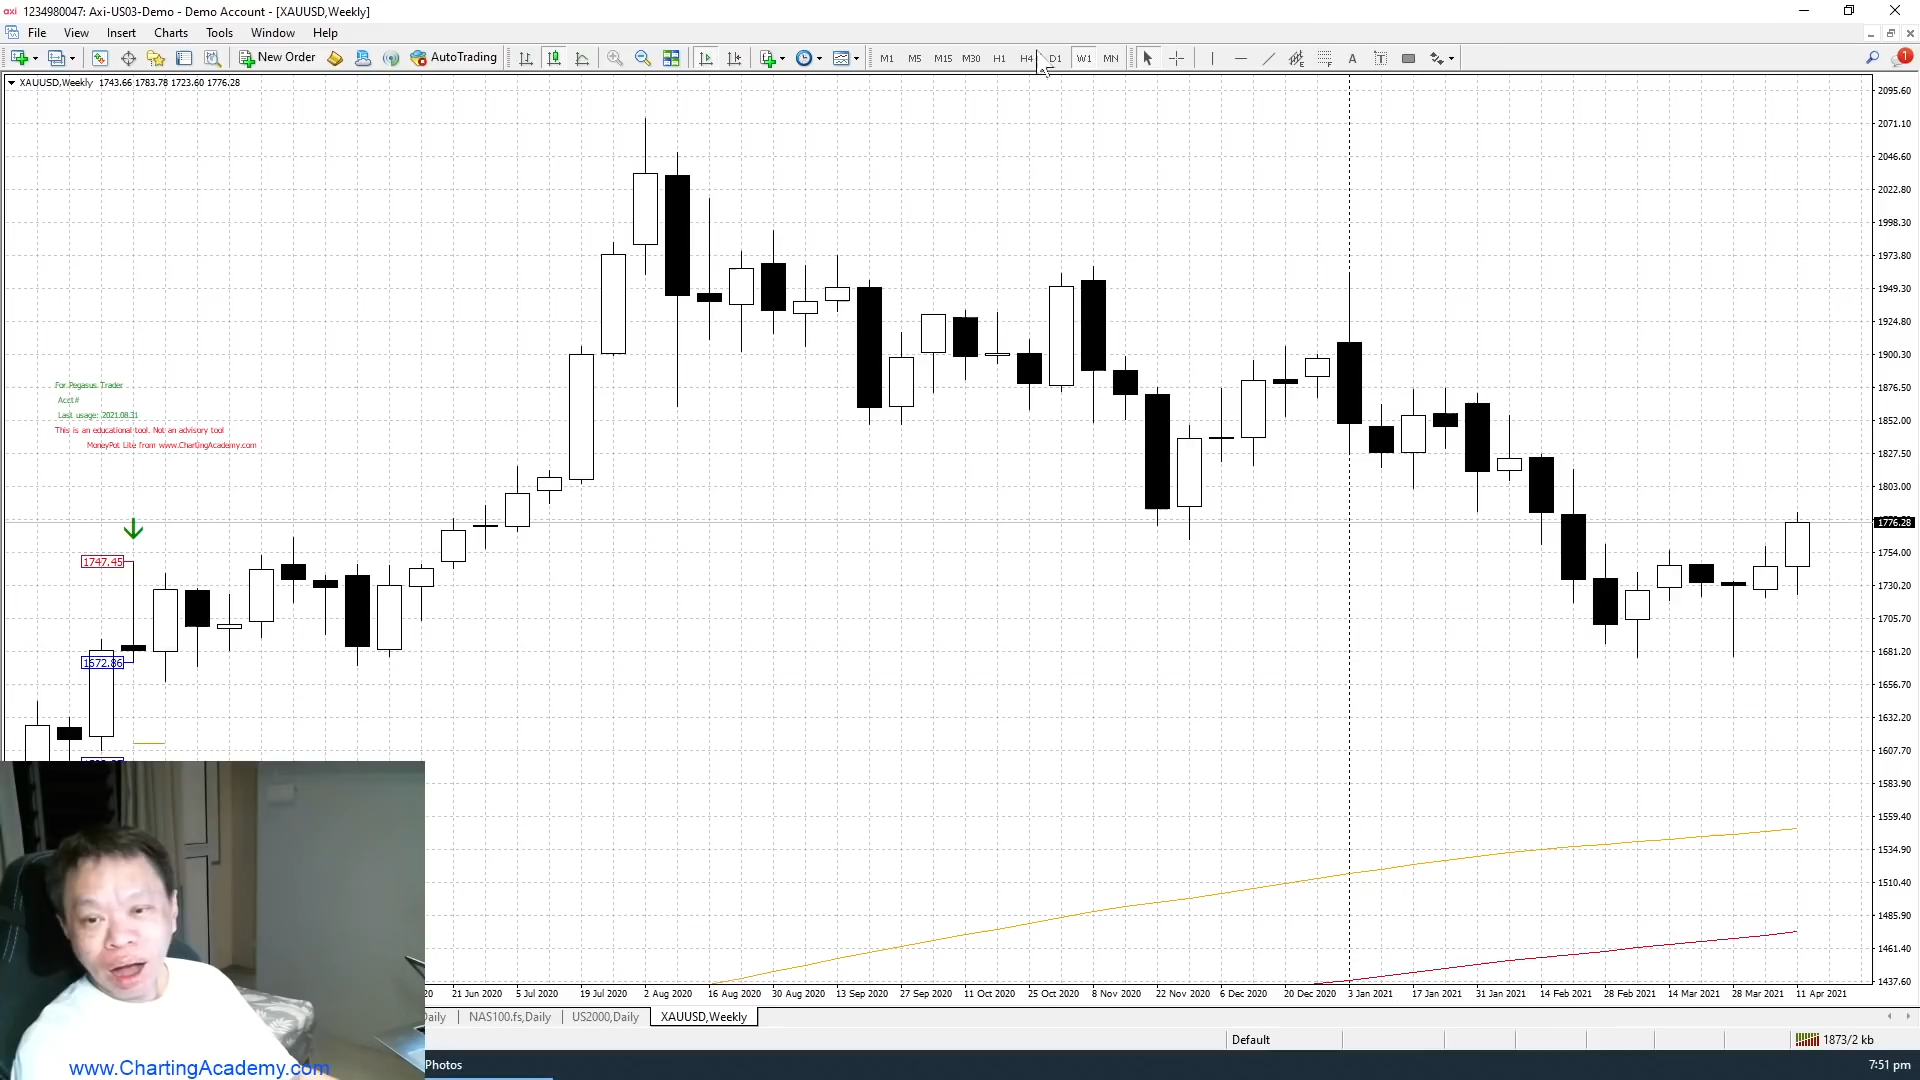 axi 1234980047: Axi-US03-Demo - Demo Account - [XAUUSD,Weekly]
File View Insert Charts Tools Window Help
New Order AutoTrading M1 M5 M15 M30 H1 H4 D1 W1 MN A T 1
XAUUSD,Weekly 1743.66 1783.78 1723.60 1776.28
2095.60
2071.10
2046.60
2022.80
1998.30
1973.80
1949.30
1924.80
1900.30
1876.50
1852.00
1827.50
1803.00
1776.28
1754.00
1730.20
1705.70
1681.20
1656.70
1632.20
1607.70
1583.90
1559.40
1534.90
1510.40
1485.90
1461.40
1437.60
For Pegasus Trader
Acct#
Last usage: 2021.08.31
This is an educational tool. Not an advisory tool
MoneyPot Lite from www.ChartingAcademy.com
1747.45
1672.86
20 21 Jun 2020 5 Jul 2020 19 Jul 2020 2 Aug 2020 16 Aug 2020 30 Aug 2020 13 Sep 2020 27 Sep 2020 11 Oct 2020 25 Oct 2020 8 Nov 2020 22 Nov 2020 6 Dec 2020 20 Dec 2020 3 Jan 2021 17 Jan 2021 31 Jan 2021 14 Feb 2021 28 Feb 2021 14 Mar 2021 28 Mar 2021 11 Apr 2021
Daily NAS100.fs,Daily US2000,Daily XAUUSD,Weekly
Default 1873/2 kb
Photos 7:51 pm
www.ChartingAcademy.com